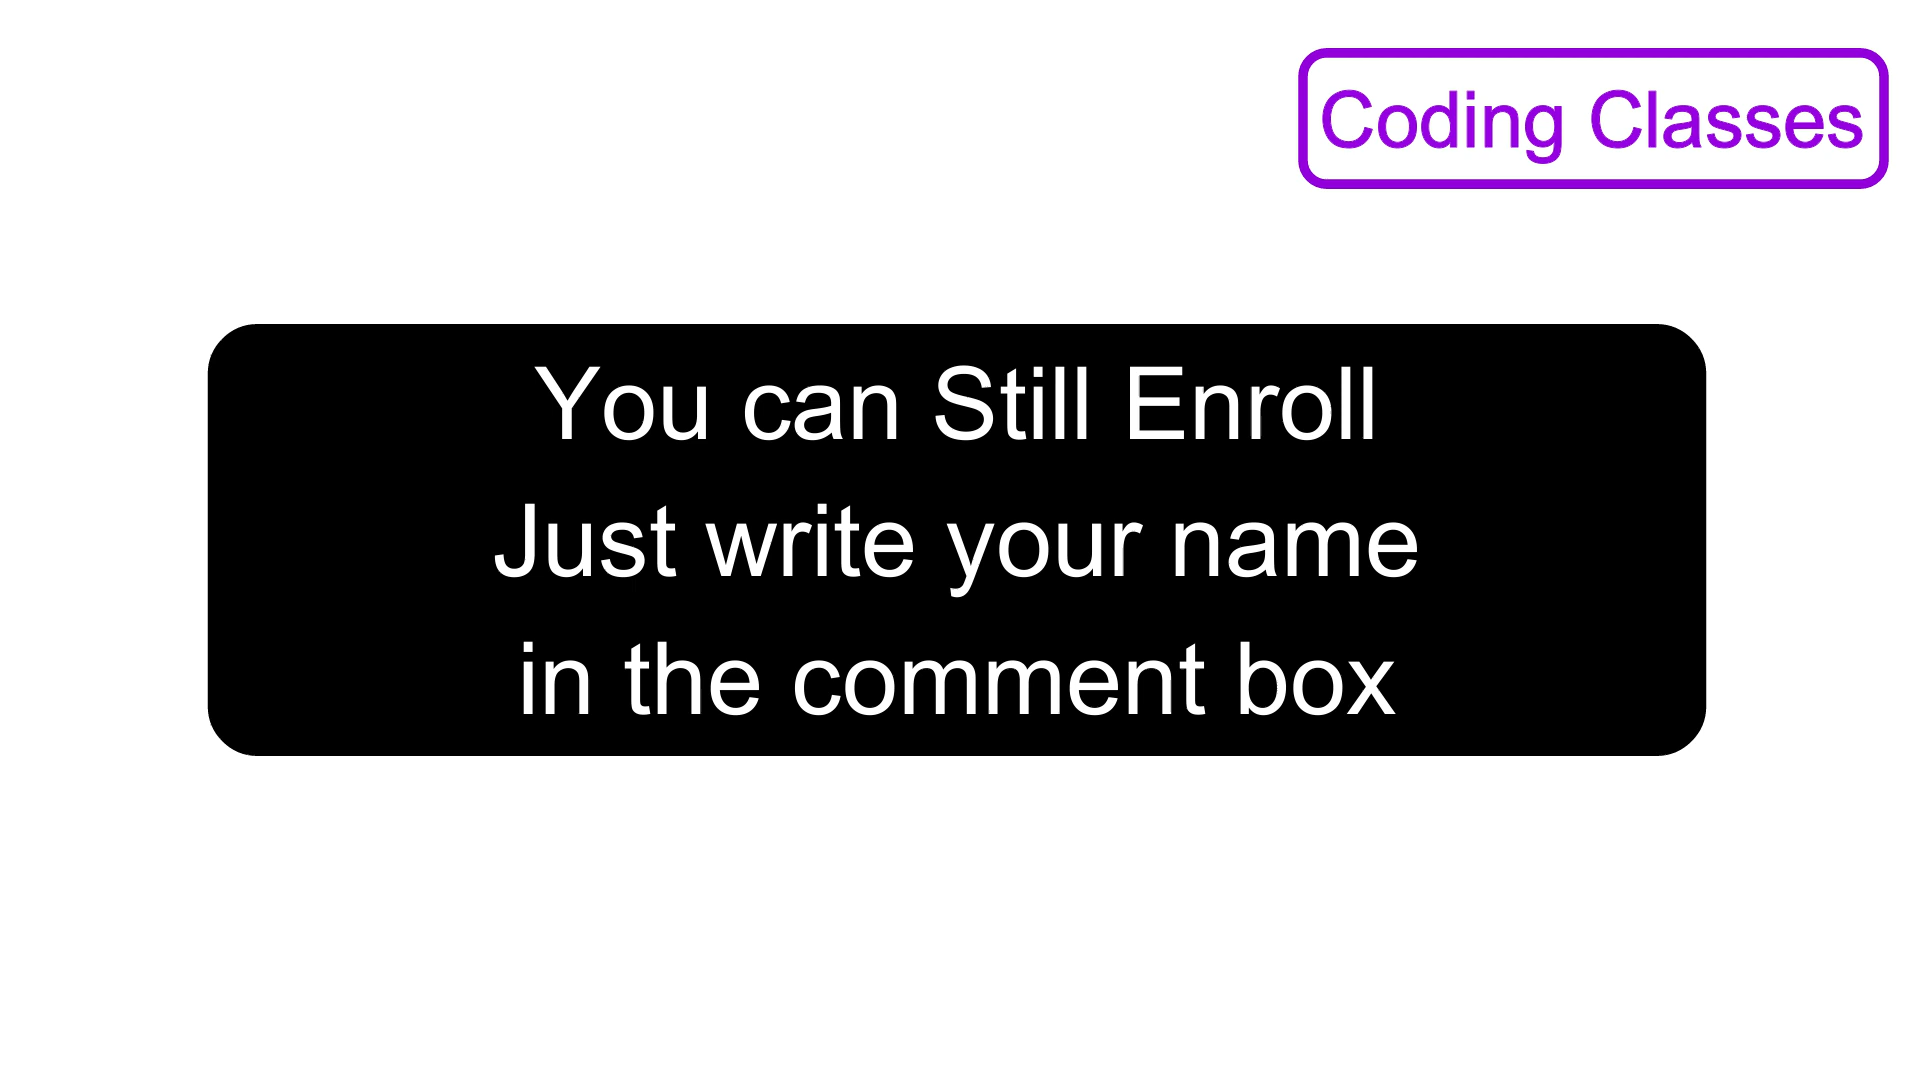 Coding Classes
You can Still Enroll
Just write your name
in the comment box